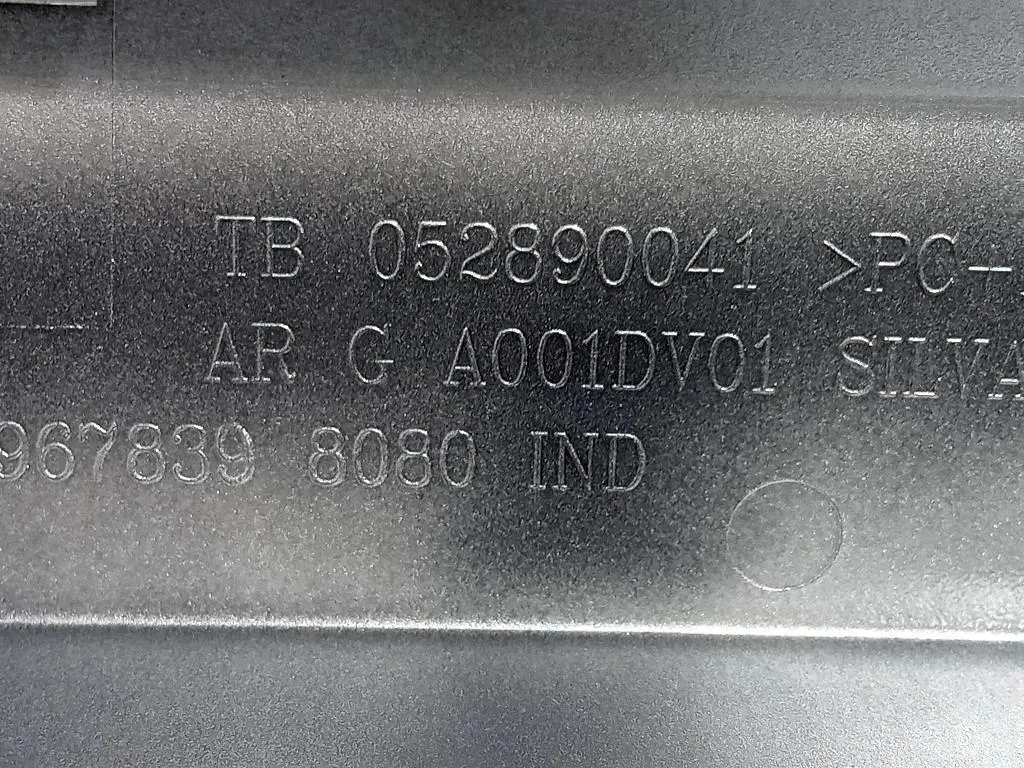 TB 052890041 >PC-
AR G A001DV01 SILVA
967839 8080 IND